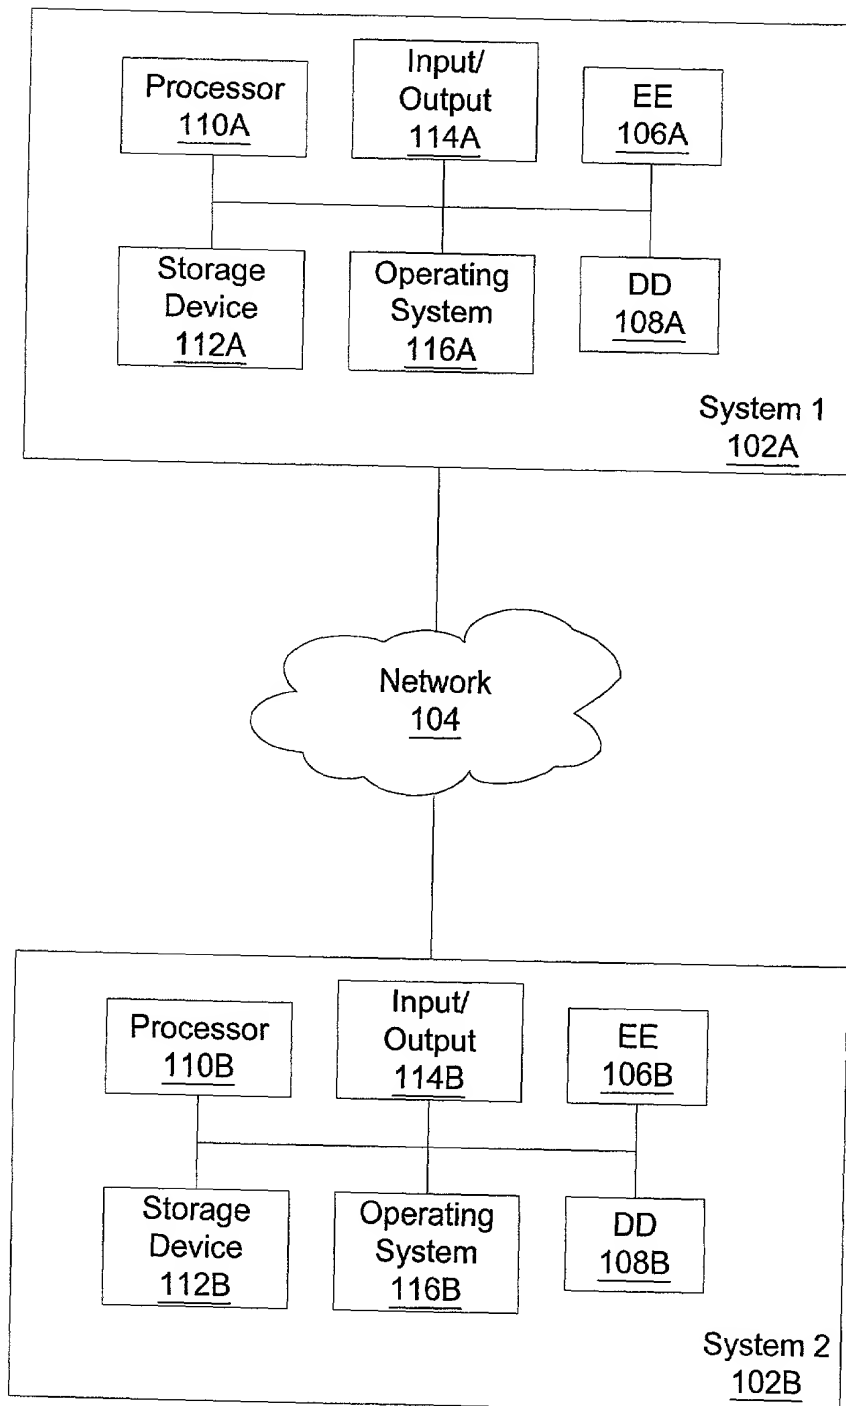 Processor
110A
Input/
Output
114A
EE
106A
Storage
Device
112A
Operating
System
116A
DD
108A
System 1
102A
Network
104
Processor
110B
Input/
Output
114B
EE
106B
Storage
Device
112B
Operating
System
116B
DD
108B
System 2
102B